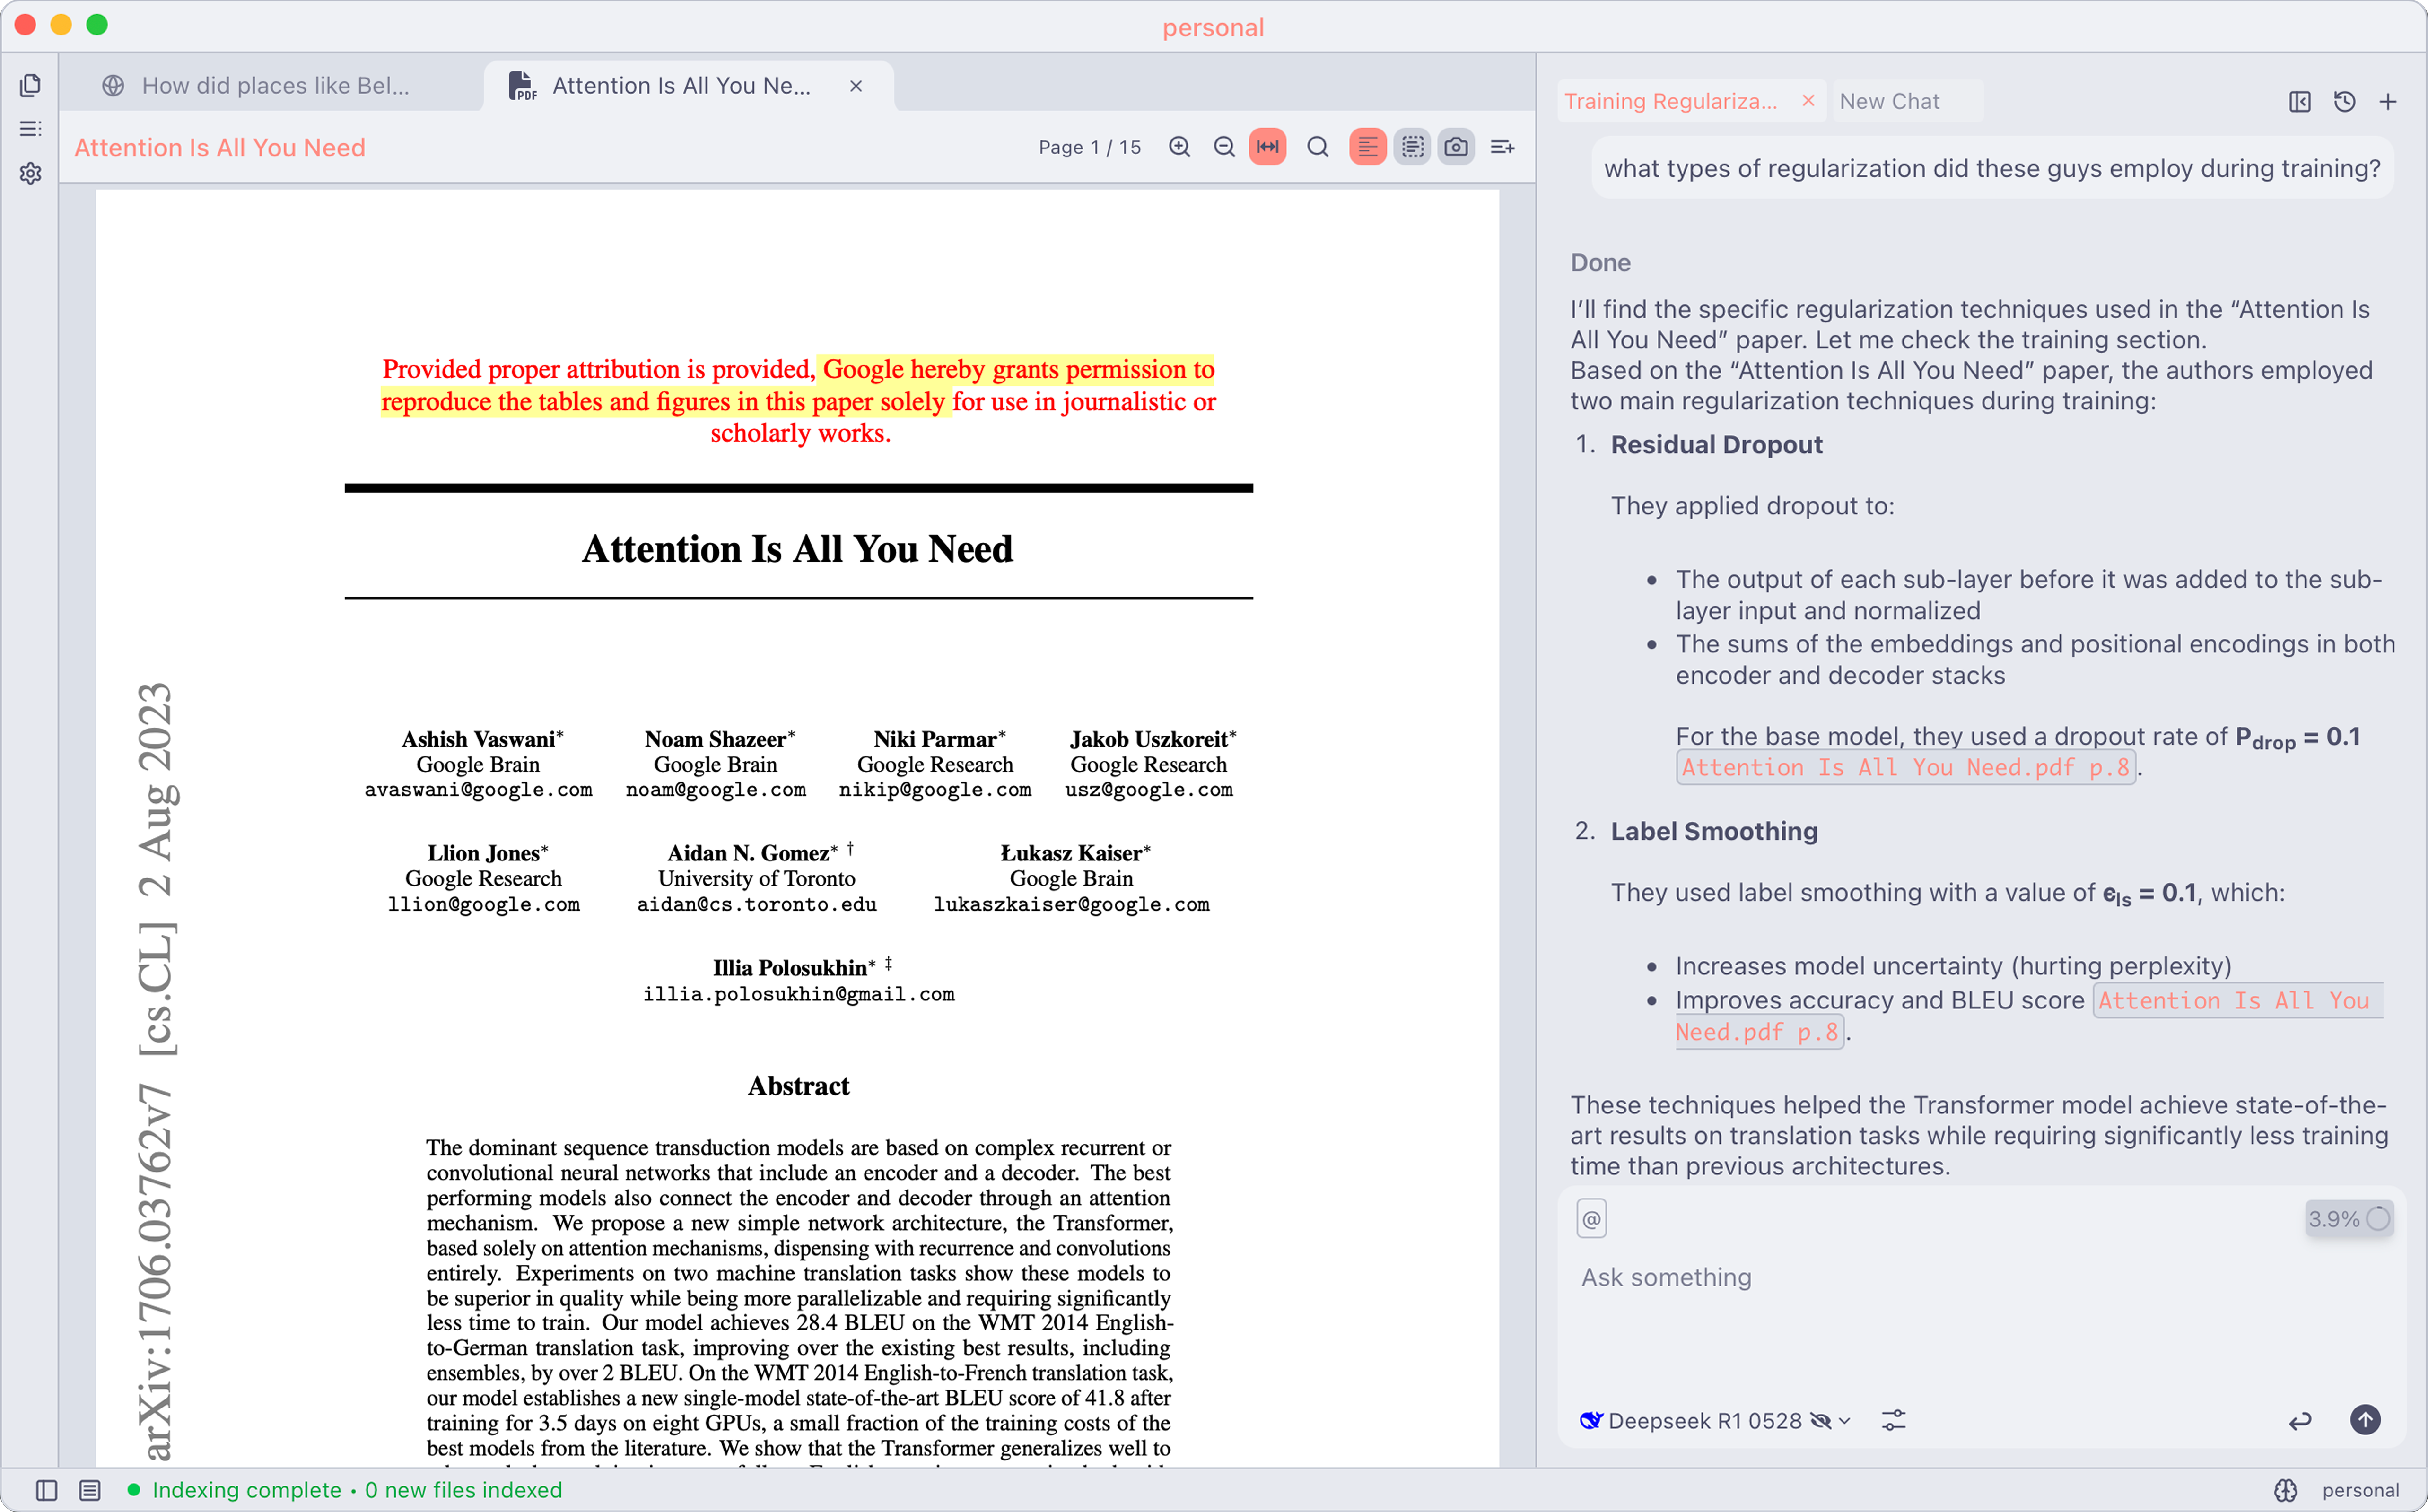 personal
How did places like Bel...
PDF
Attention Is All You Ne...
Attention Is All You Need
Page 1 / 15
Provided proper attribution is provided, Google hereby grants permission to
reproduce the tables and figures in this paper solely for use in journalistic or
scholarly works.
Attention Is All You Need
Ashish Vaswani* Noam Shazeer* Niki Parmar* Jakob Uszkoreit*
Google Brain Google Brain Google Research Google Research
avaswani@google.com noam@google.com nikip@google.com usz@google.com
Llion Jones* Aidan N. Gomez* † Łukasz Kaiser*
Google Research University of Toronto Google Brain
llion@google.com aidan@cs.toronto.edu lukaszkaiser@google.com
Illia Polosukhin* ‡
illia.polosukhin@gmail.com
Abstract
The dominant sequence transduction models are based on complex recurrent or
convolutional neural networks that include an encoder and a decoder. The best
performing models also connect the encoder and decoder through an attention
mechanism. We propose a new simple network architecture, the Transformer,
based solely on attention mechanisms, dispensing with recurrence and convolutions
entirely. Experiments on two machine translation tasks show these models to
be superior in quality while being more parallelizable and requiring significantly
less time to train. Our model achieves 28.4 BLEU on the WMT 2014 English-
to-German translation task, improving over the existing best results, including
ensembles, by over 2 BLEU. On the WMT 2014 English-to-French translation task,
our model establishes a new single-model state-of-the-art BLEU score of 41.8 after
training for 3.5 days on eight GPUs, a small fraction of the training costs of the
best models from the literature. We show that the Transformer generalizes well to
arXiv:1706.03762v7 [cs.CL] 2 Aug 2023
Training Regulariza...
New Chat
what types of regularization did these guys employ during training?
Done
I’ll find the specific regularization techniques used in the “Attention Is
All You Need” paper. Let me check the training section.
Based on the “Attention Is All You Need” paper, the authors employed
two main regularization techniques during training:
1. Residual Dropout
They applied dropout to:
• The output of each sub-layer before it was added to the sub-
layer input and normalized
• The sums of the embeddings and positional encodings in both
encoder and decoder stacks
For the base model, they used a dropout rate of Pdrop = 0.1
Attention Is All You Need.pdf p.8.
2. Label Smoothing
They used label smoothing with a value of ϵls = 0.1, which:
• Increases model uncertainty (hurting perplexity)
• Improves accuracy and BLEU score Attention Is All You
Need.pdf p.8.
These techniques helped the Transformer model achieve state-of-the-
art results on translation tasks while requiring significantly less training
time than previous architectures.
@
3.9%
Ask something
Deepseek R1 0528
Indexing complete • 0 new files indexed
personal